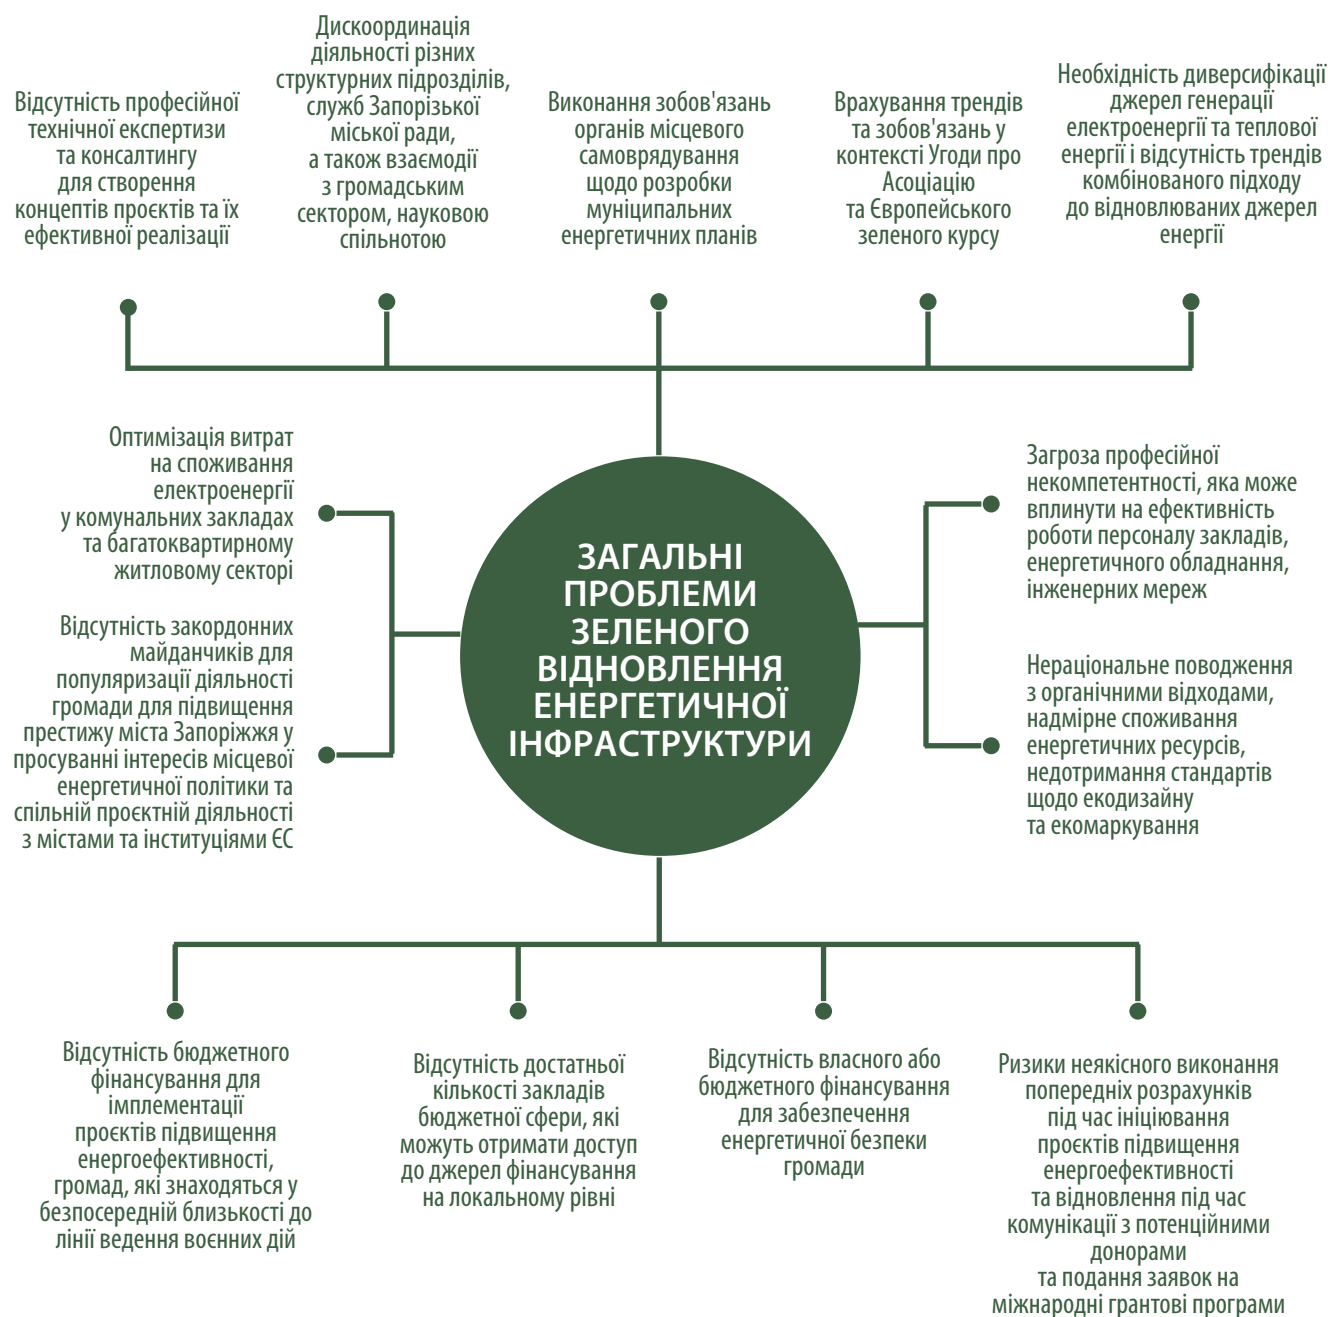 Відсутність професійної
технічної експертизи
та консалтингу
для створення
концептів проєктів та їх
ефективної реалізації
Дискоординація
діяльності різних
структурних підрозділів,
служб Запорізької
міської ради,
а також взаємодії
з громадським
сектором, науковою
спільнотою
Виконання зобов'язань
органів місцевого
самоврядування
щодо розробки
муніципальних
енергетичних планів
Врахування трендів
та зобов'язань у
контексті Угоди про
Асоціацію
та Європейського
зеленого курсу
Необхідність диверсифікації
джерел генерації
електроенергії та теплової
енергії і відсутність трендів
комбінованого підходу
до відновлюваних джерел
енергії
Оптимізація витрат
на споживання
електроенергії
у комунальних закладах
та багатоквартирному
житловому секторі
Відсутність закордонних
майданчиків для
популяризації діяльності
громади для підвищення
престижу міста Запоріжжя у
просуванні інтересів місцевої
енергетичної політики та
спільній проєктній діяльності
з містами та інституціями ЄС
ЗАГАЛЬНІ
ПРОБЛЕМИ
ЗЕЛЕНОГО
ВІДНОВЛЕННЯ
ЕНЕРГЕТИЧНОЇ
ІНФРАСТРУКТУРИ
Загроза професійної
некомпетентності, яка може
вплинути на ефективність
роботи персоналу закладів,
енергетичного обладнання,
інженерних мереж
Нераціональне поводження
з органічними відходами,
надмірне споживання
енергетичних ресурсів,
недотримання стандартів
щодо екодизайну
та екомаркування
Відсутність бюджетного
фінансування для
імплементації
проєктів підвищення
енергоефективності,
громад, які знаходяться у
безпосередній близькості до
лінії ведення воєнних дій
Відсутність достатньої
кількості закладів
бюджетної сфери, які
можуть отримати доступ
до джерел фінансування
на локальному рівні
Відсутність власного або
бюджетного фінансування
для забезпечення
енергетичної безпеки
громади
Ризики неякісного виконання
попередніх розрахунків
під час ініціювання
проєктів підвищення
енергоефективності
та відновлення під час
комунікації з потенційними
донорами
та подання заявок на
міжнародні грантові програми